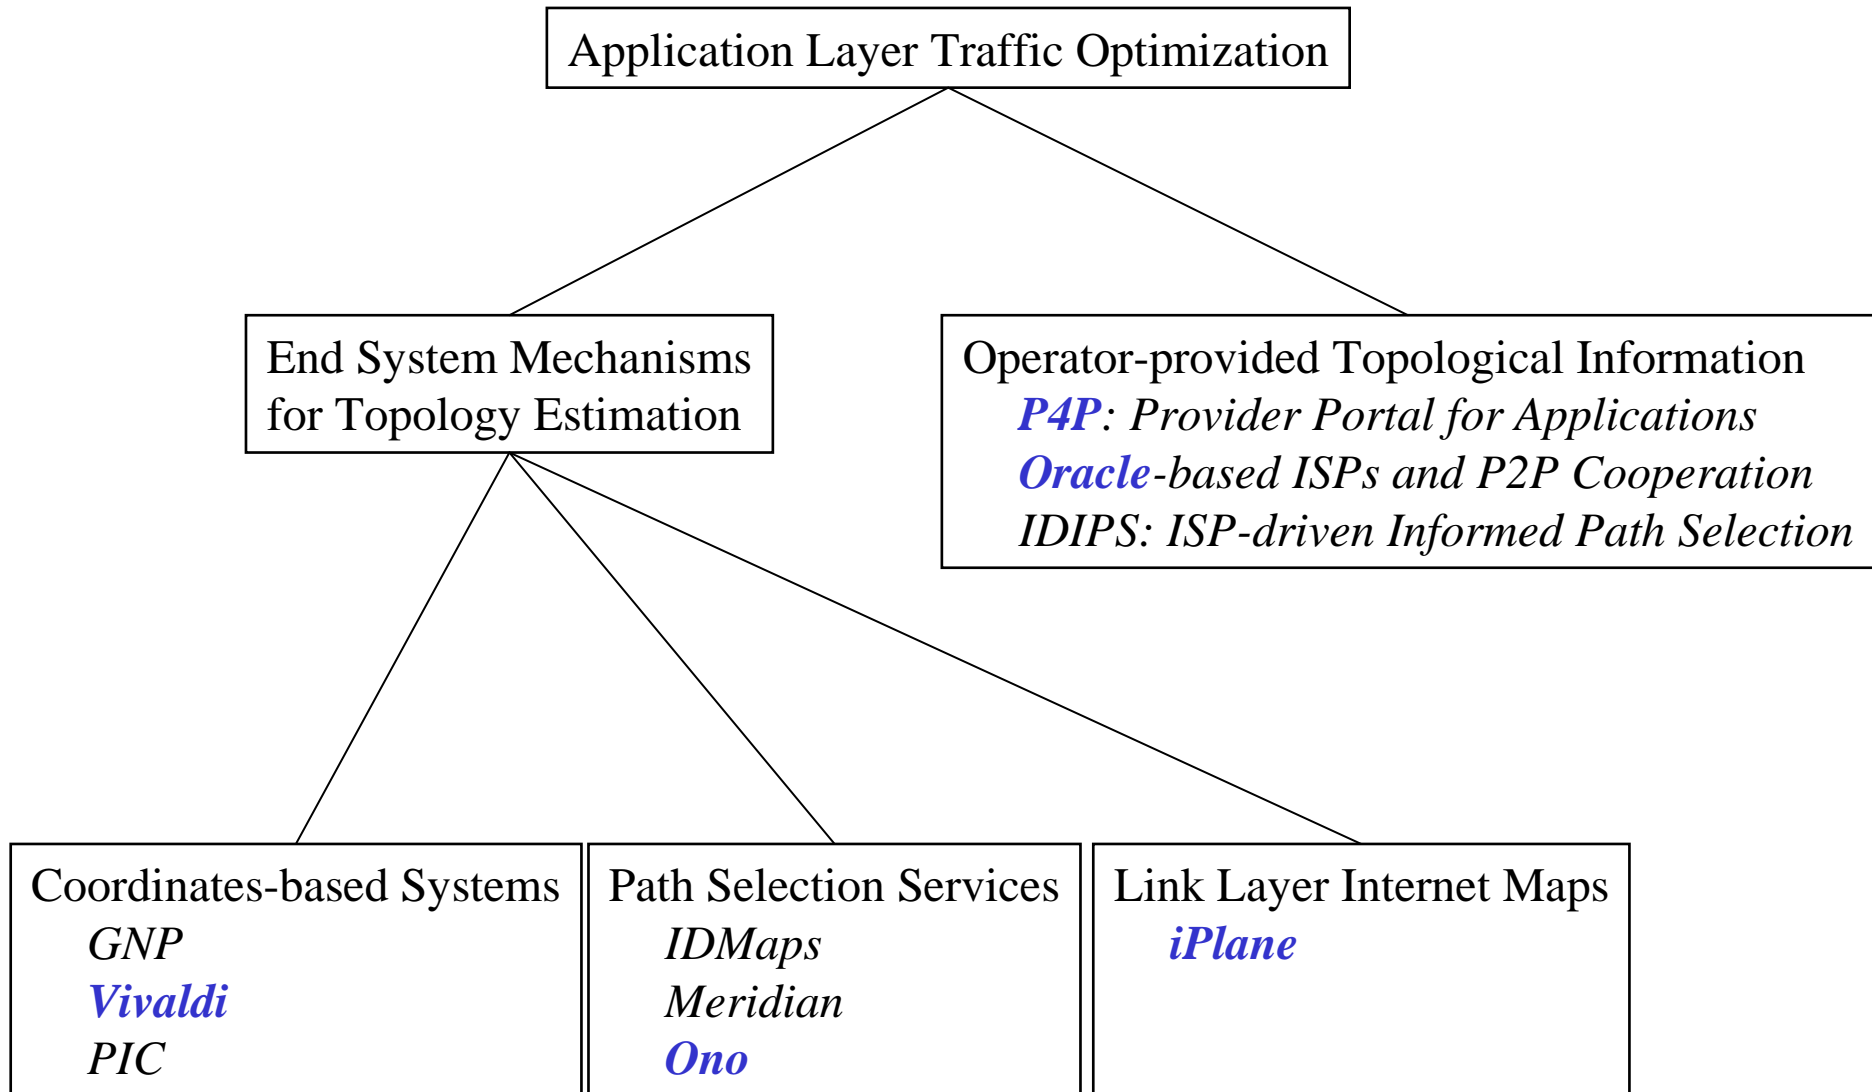 Application Layer Traffic Optimization
End System Mechanisms
for Topology Estimation
Operator-provided Topological Information
P4P: Provider Portal for Applications
Oracle-based ISPs and P2P Cooperation
IDIPS: ISP-driven Informed Path Selection
Coordinates-based Systems
GNP
Vivaldi
PIC
Path Selection Services
IDMaps
Meridian
Ono
Link Layer Internet Maps
iPlane